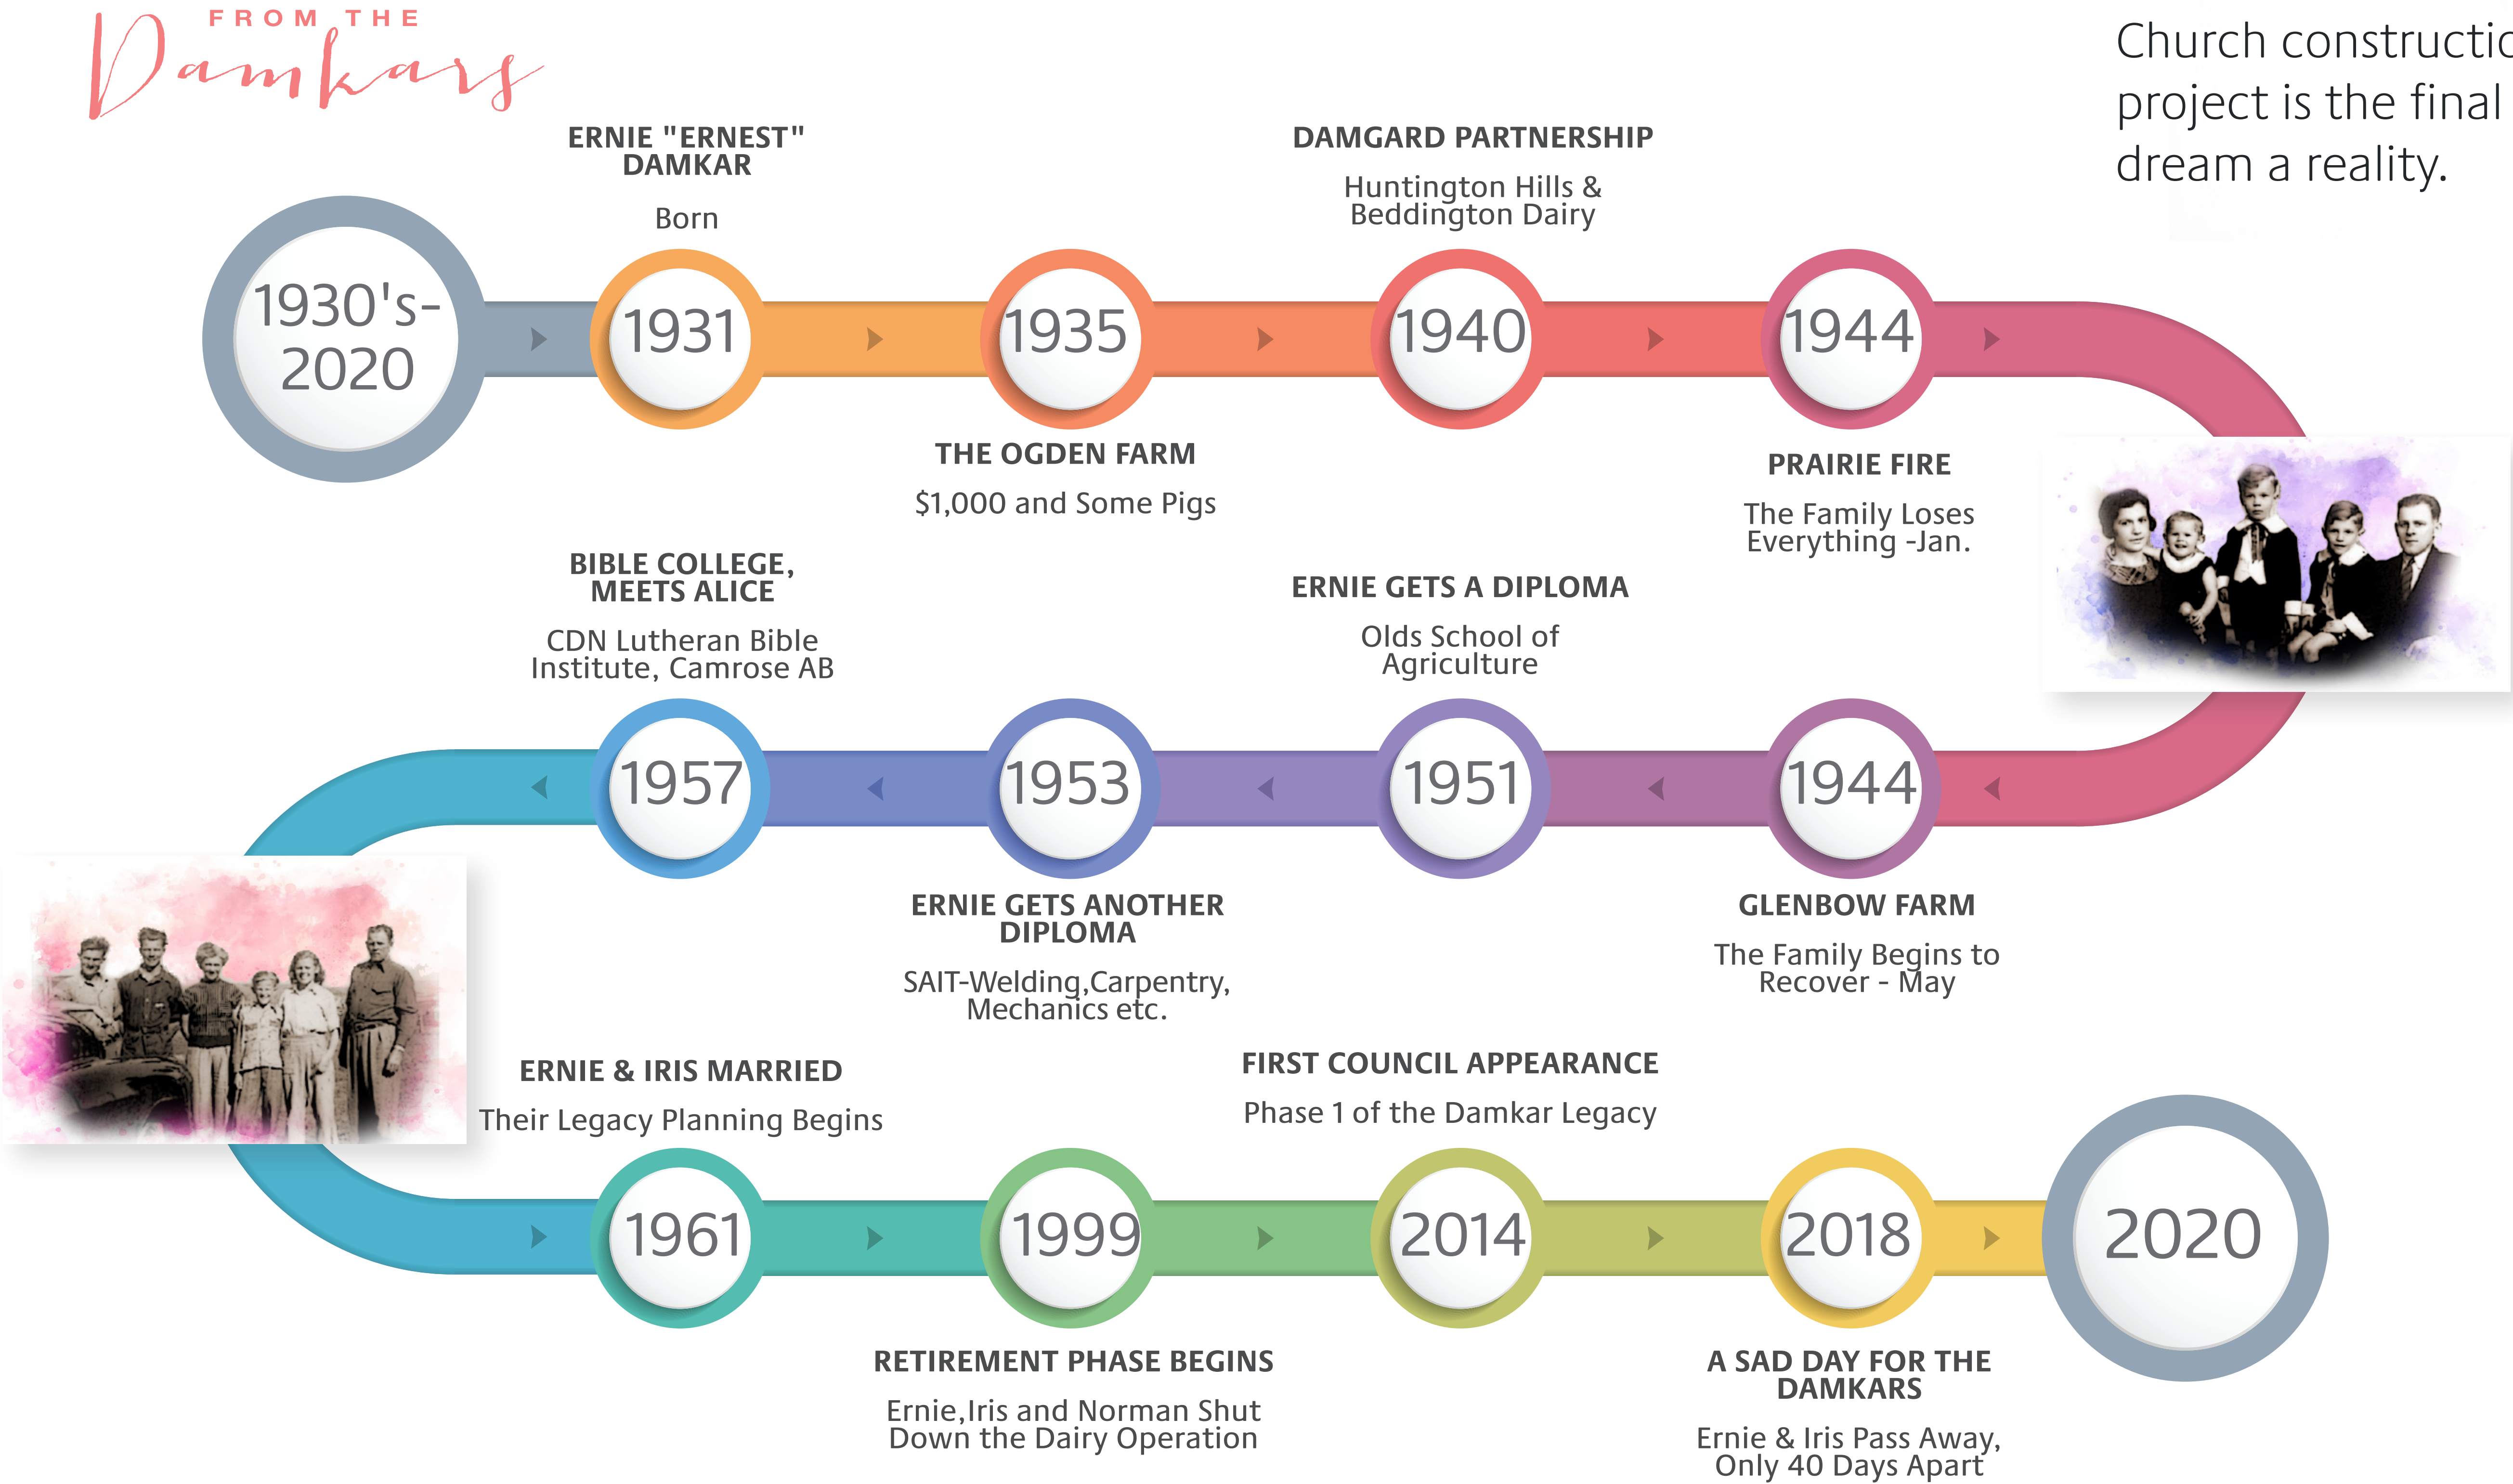 FROM THE
Damkars
Church
project is the final
dream a reality.
ERNIE "ERNEST"
DAMKAR
Born
DAMGARD PARTNERSHIP
Huntington Hills &
Beddington Dairy
1930's-
2020
1931
1935
1940
1944
THE OGDEN FARM
$1,000 and Some Pigs
PRAIRIE FIRE
The Family Loses
Everything -Jan.
BIBLE COLLEGE,
MEETS ALICE
CDN Lutheran Bible
Institute, Camrose AB
ERNIE GETS A DIPLOMA
Olds School of
Agriculture
1957
1953
1951
1944
ERNIE GETS ANOTHER
DIPLOMA
SAIT-Welding,Carpentry,
Mechanics etc.
GLENBOW FARM
The Family Begins to
Recover - May
ERNIE & IRIS MARRIED
Their Legacy Planning Begins
FIRST COUNCIL APPEARANCE
Phase 1 of the Damkar Legacy
1961
1999
2014
2018
2020
RETIREMENT PHASE BEGINS
Ernie,Iris and Norman Shut
Down the Dairy Operation
A SAD DAY FOR THE
DAMKARS
Ernie & Iris Pass Away,
Only 40 Days Apart